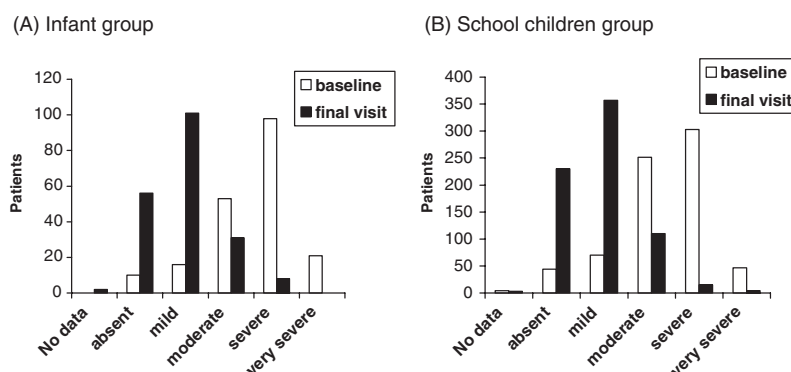 (A) Infant group
120
100
80
60
40
20
0
Patients
baseline
final visit
No data
absent
mild
moderate
severe
very severe
(B) School children group
400
350
300
250
200
150
100
50
0
Patients
baseline
final visit
No data
absent
mild
moderate
severe
very severe